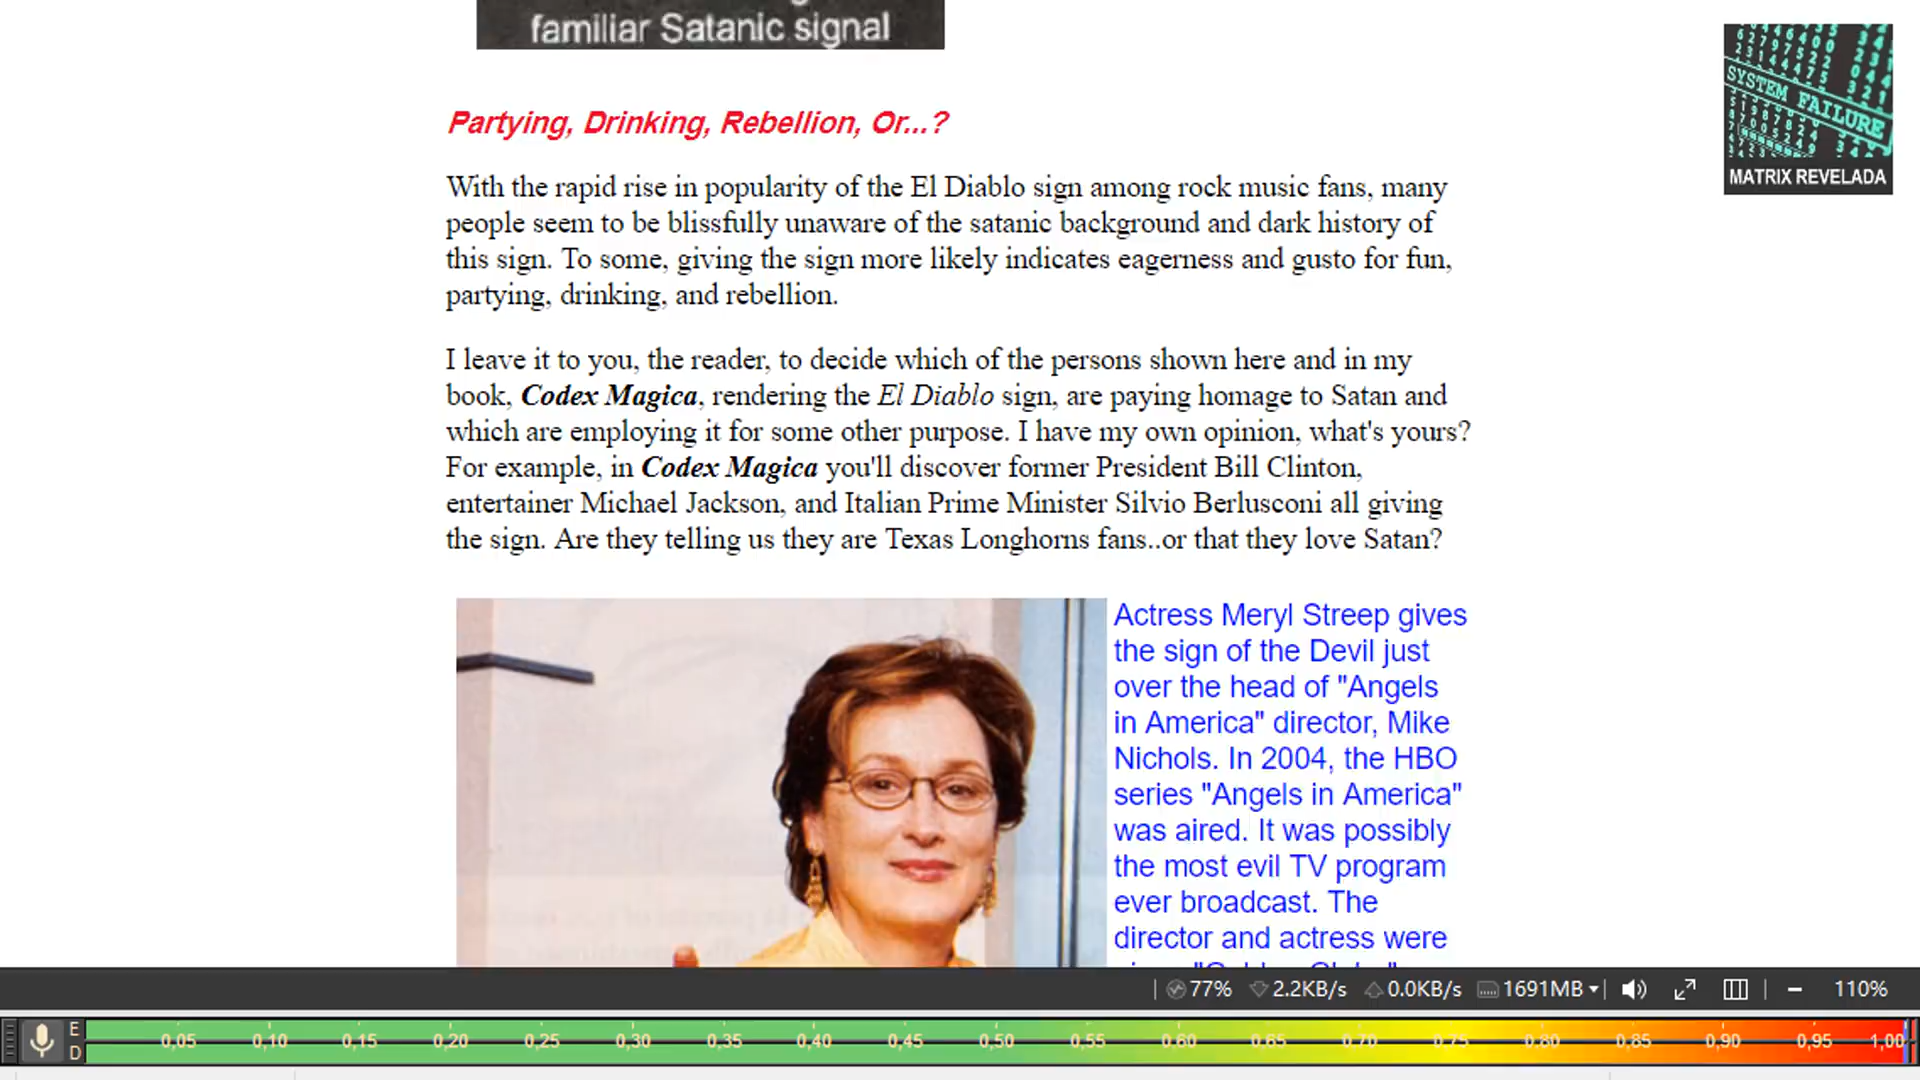 familiar Satanic signal
SYSTEM FAILURE
MATRIX REVELADA
Partying, Drinking, Rebellion, Or...?
With the rapid rise in popularity of the El Diablo sign among rock music fans, many
people seem to be blissfully unaware of the satanic background and dark history of
this sign. To some, giving the sign more likely indicates eagerness and gusto for fun,
partying, drinking, and rebellion.
I leave it to you, the reader, to decide which of the persons shown here and in my
book, Codex Magica, rendering the El Diablo sign, are paying homage to Satan and
which are employing it for some other purpose. I have my own opinion, what's yours?
For example, in Codex Magica you'll discover former President Bill Clinton,
entertainer Michael Jackson, and Italian Prime Minister Silvio Berlusconi all giving
the sign. Are they telling us they are Texas Longhorns fans..or that they love Satan?
Actress Meryl Streep gives
the sign of the Devil just
over the head of "Angels
in America" director, Mike
Nichols. In 2004, the HBO
series "Angels in America"
was aired. It was possibly
the most evil TV program
ever broadcast. The
director and actress were
77% 2.2KB/s 0.0KB/s 1691MB 110%
E
D
0,05 0,10 0,15 0,20 0,25 0,30 0,35 0,40 0,45 0,50 0,55 0,60 0,65 0,70 0,75 0,80 0,85 0,90 0,95 1,00